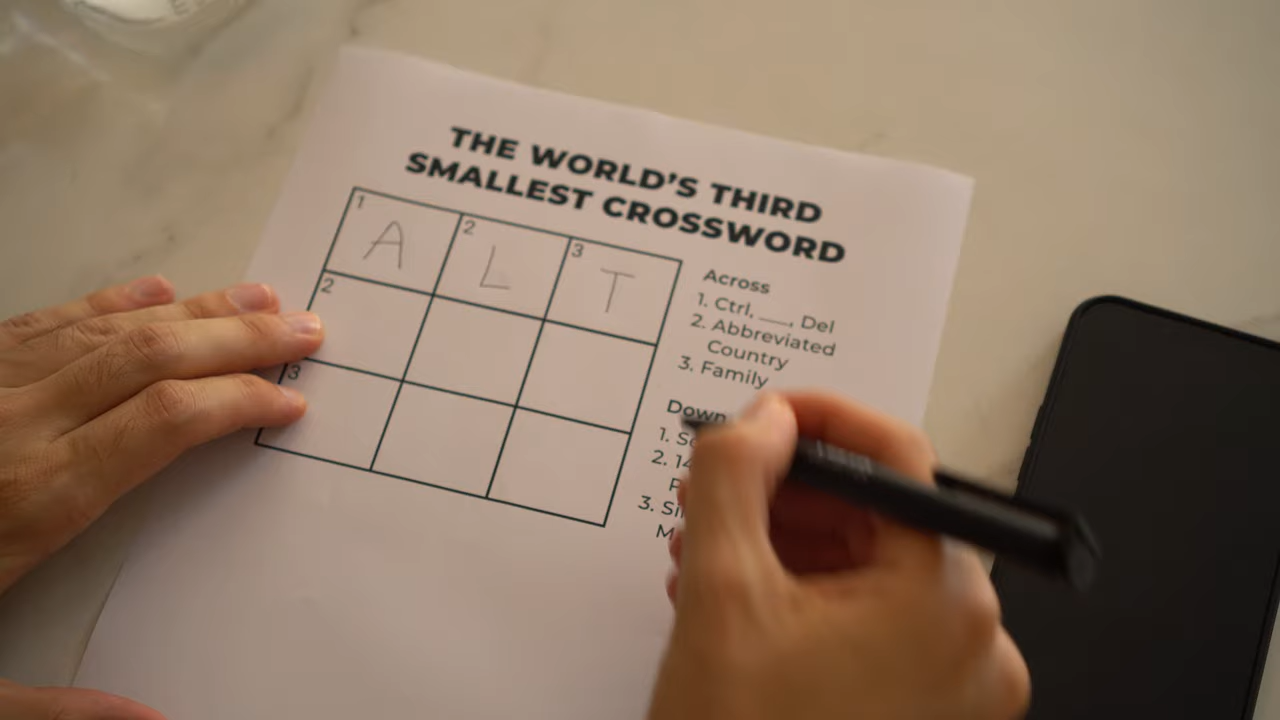 THE WORLD'S THIRD
SMALLEST CROSSWORD
1 2 3
A L T
2
3
Across
1. Ctrl, ___, Del
2. Abbreviated
Country
3. Family
Down
1.
2.
3.